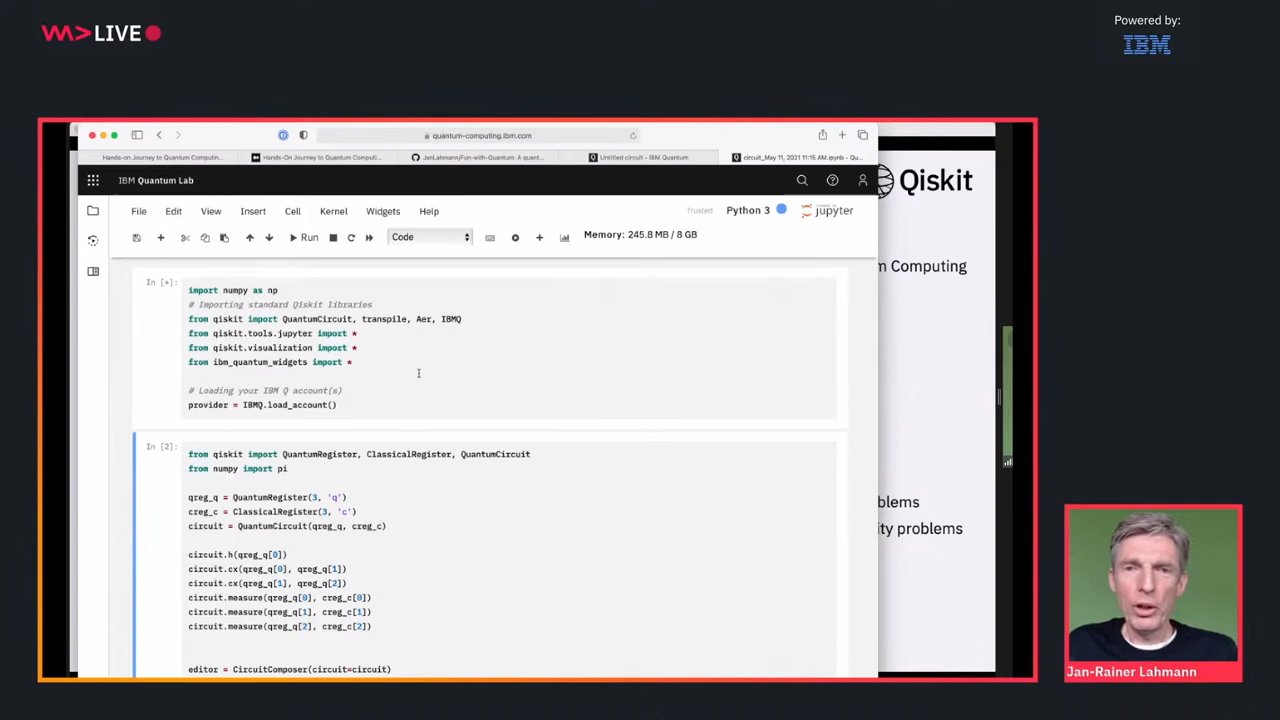 LIVE
Powered by:
IBM
quantum-computing.ibm.com
Hands-on Journey to Quantum Computin...
Hands-On Journey to Quantum Computi...
JanLahmann/Fun-with-Quantum: A quant...
Untitled circuit - IBM Quantum
circuit_May 11, 2021 11:15 AM.ipynb - Qu...
IBM Quantum Lab
Qiskit
File Edit View Insert Cell Kernel Widgets Help
Trusted
Python 3
jupyter
Run
Code
Memory: 245.8 MB / 8 GB
m Computing
In [*]:
import numpy as np
# Importing standard Qiskit libraries
from qiskit import QuantumCircuit, transpile, Aer, IBMQ
from qiskit.tools.jupyter import *
from qiskit.visualization import *
from ibm_quantum_widgets import *
# Loading your IBM Q account(s)
provider = IBMQ.load_account()
In [2]:
from qiskit import QuantumRegister, ClassicalRegister, QuantumCircuit
from numpy import pi
qreg_q = QuantumRegister(3, 'q')
creg_c = ClassicalRegister(3, 'c')
circuit = QuantumCircuit(qreg_q, creg_c)
circuit.h(qreg_q[0])
circuit.cx(qreg_q[0], qreg_q[1])
circuit.cx(qreg_q[1], qreg_q[2])
circuit.measure(qreg_q[0], creg_c[0])
circuit.measure(qreg_q[1], creg_c[1])
circuit.measure(qreg_q[2], creg_c[2])
editor = CircuitComposer(circuit=circuit)
blems
ity problems
Jan-Rainer Lahmann